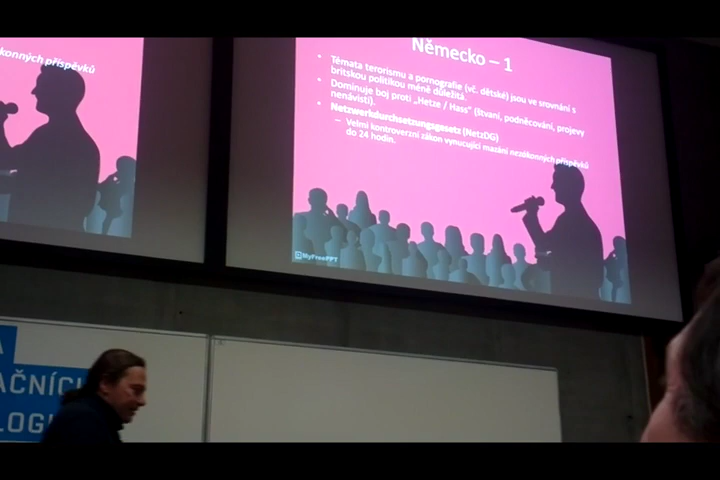 konných příspěvků
Německo – 1
• Témata terorismu a pornografie (vč. dětské) jsou ve srovnání s
britskou politikou méně důležitá.
• Dominuje boj proti „Hetze / Hass" (štvaní, podněcování, projevy
nenávisti).
• Netzwerkdurchsetzungsgesetz (NetzDG)
– Velmi kontroverzní zákon vynucující mazání nezákonných příspěvků
do 24 hodin.
MyFreePPT
A
AČNÍCH
LOGI